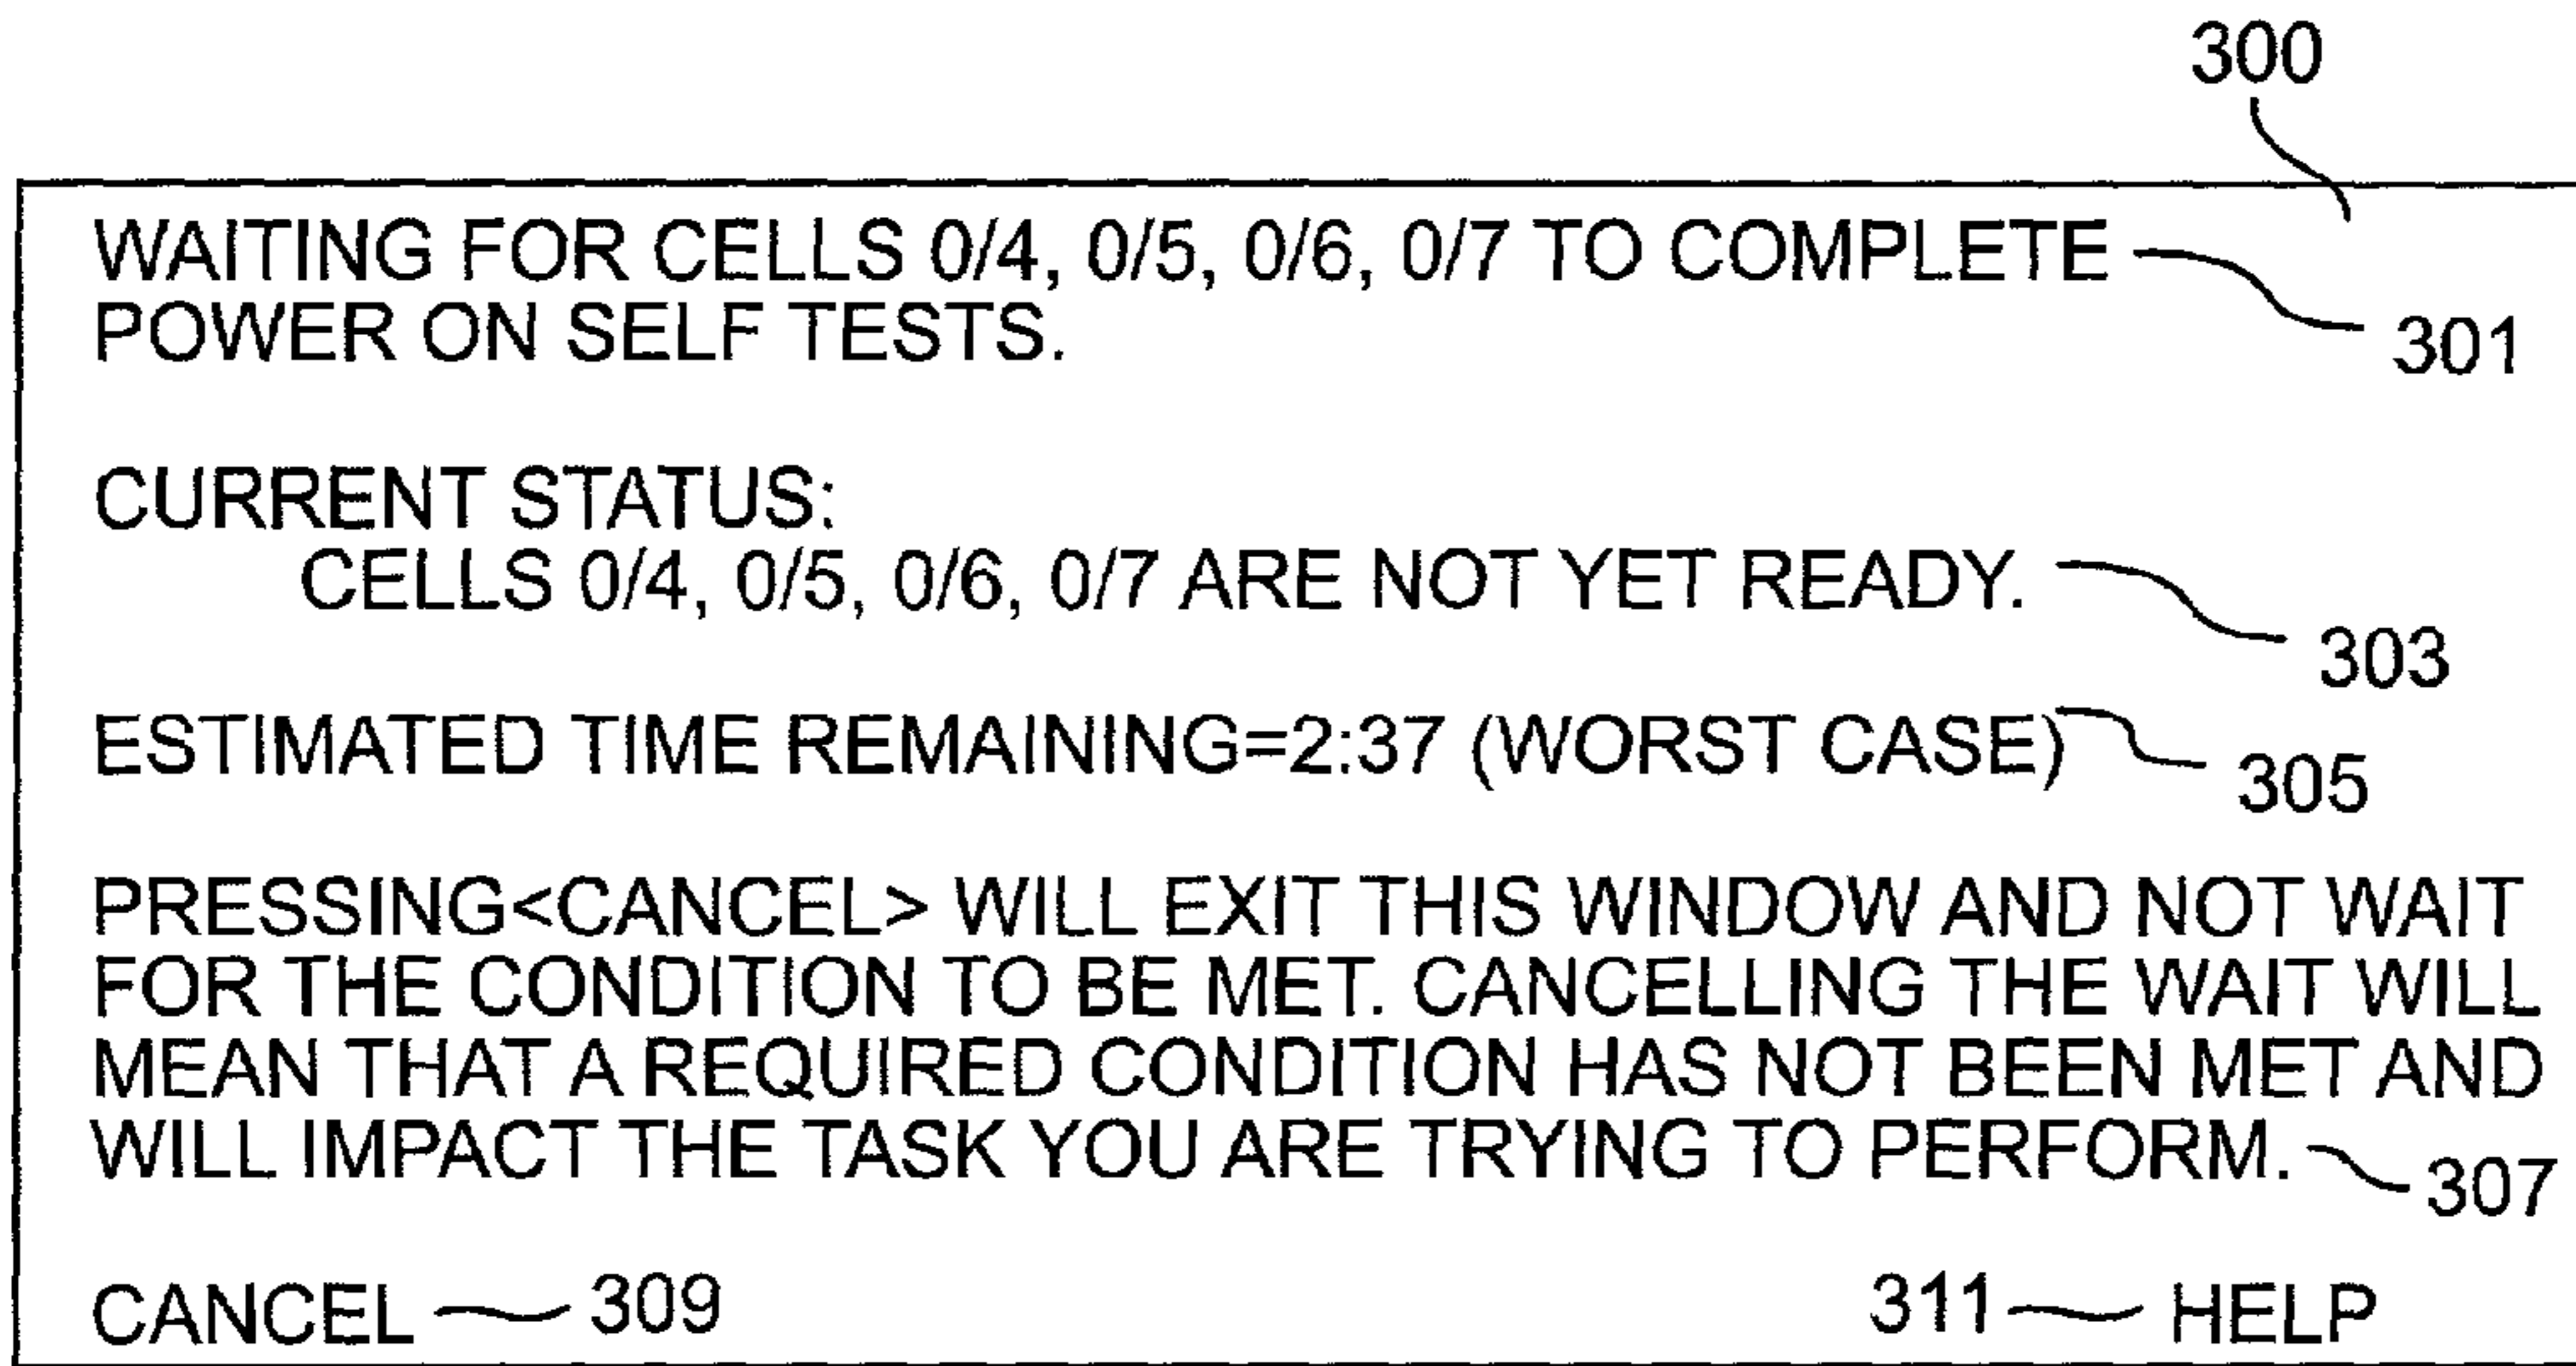 300
WAITING FOR CELLS 0/4, 0/5, 0/6, 0/7 TO COMPLETE
POWER ON SELF TESTS.
301
CURRENT STATUS:
CELLS 0/4, 0/5, 0/6, 0/7 ARE NOT YET READY.
303
ESTIMATED TIME REMAINING=2:37 (WORST CASE)
305
PRESSING<CANCEL> WILL EXIT THIS WINDOW AND NOT WAIT
FOR THE CONDITION TO BE MET. CANCELLING THE WAIT WILL
MEAN THAT A REQUIRED CONDITION HAS NOT BEEN MET AND
WILL IMPACT THE TASK YOU ARE TRYING TO PERFORM.
307
CANCEL 309 311 HELP